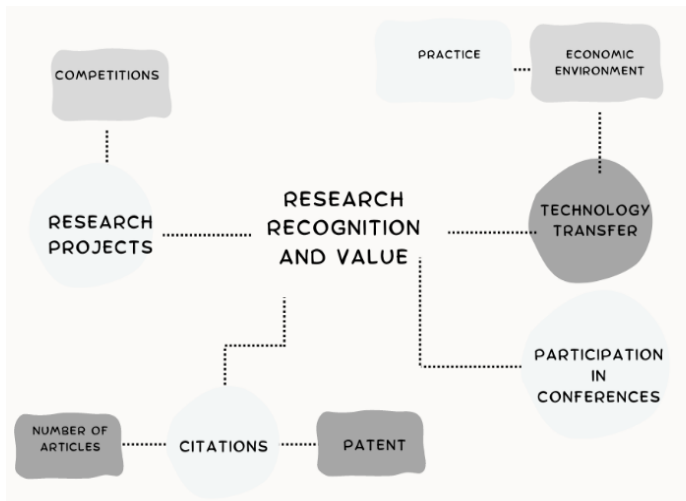 COMPETITIONS
PRACTICE
ECONOMIC
ENVIRONMENT
RESEARCH
PROJECTS
RESEARCH
RECOGNITION
AND VALUE
TECHNOLOGY
TRANSFER
PARTICIPATION
IN
CONFERENCES
NUMBER OF
ARTICLES
CITATIONS
PATENT